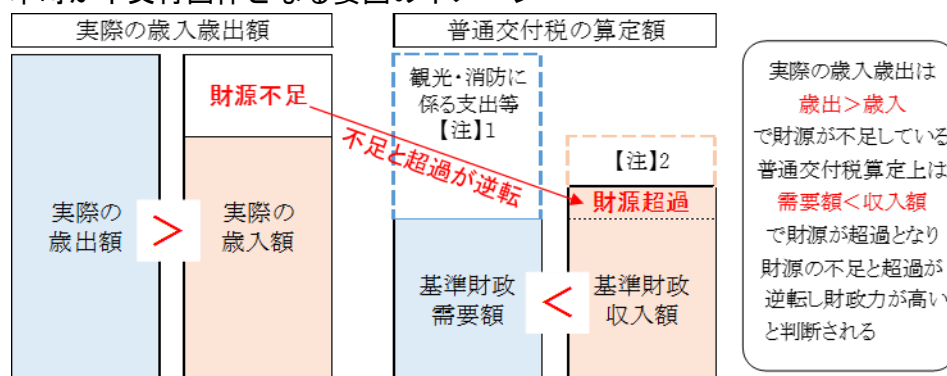 実際の歳入歳出額
普通交付税の算定額
財源不足
実際の
歳出額
>
実際の
歳入額
観光・消防に
係る支出等
【注】1
不足と超過が逆転
【注】2
財源超過
基準財政
需要額
<
基準財政
収入額
実際の歳入歳出は
歳出>歳入
で財源が不足している
普通交付税算定上は
需要額<収入額
で財源が超過となり
財源の不足と超過が
逆転し財政力が高い
と判断される